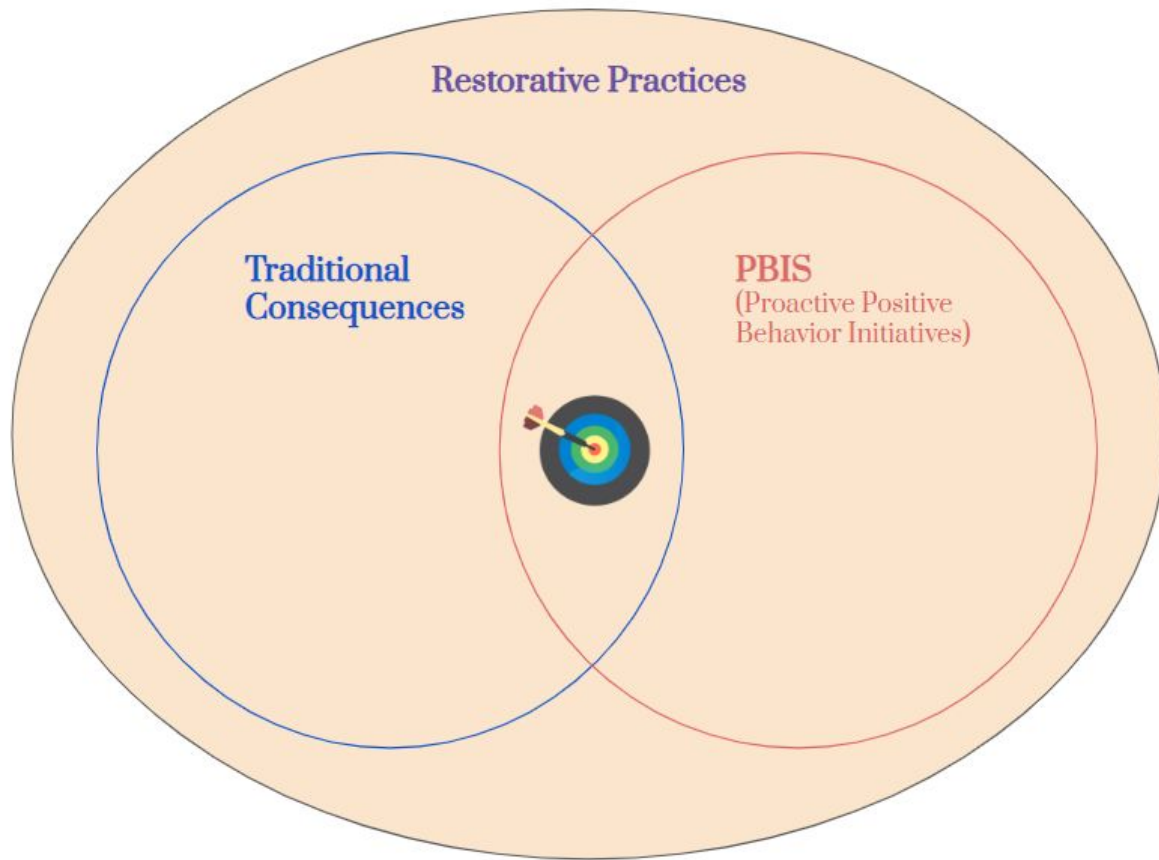 Restorative Practices
Traditional
Consequences
PBIS
(Proactive Positive
Behavior Initiatives)